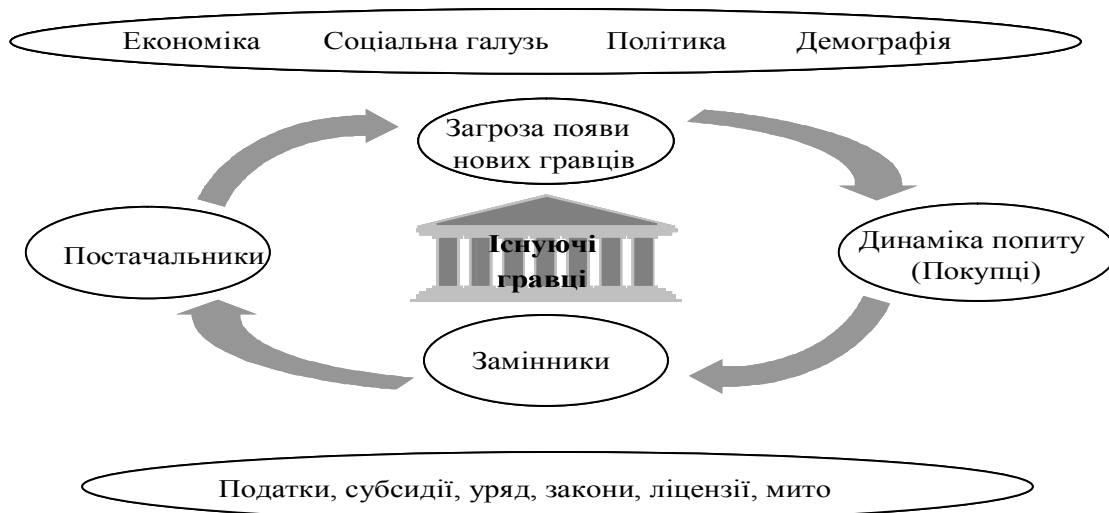 Економіка Соціальна галузь Політика Демографія
Загроза появи
нових гравців
Постачальники
Існуючі
гравці
Динаміка попиту
(Покупці)
Замінники
Податки, субсидії, уряд, закони, ліцензії, мито